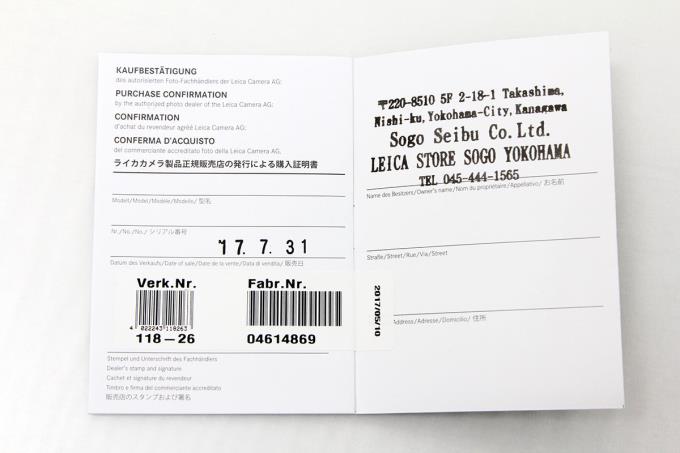 KAUFBESTÄTIGUNG
des autorisierten Foto-Fachhändlers der Leica Camera AG:
PURCHASE CONFIRMATION
by the authorized photo dealer of the Leica Camera AG:
CONFIRMATION
d'achat du revendeur agréé Leica Camera AG:
CONFERMA D'ACQUISTO
del commerciante accreditato foto della Leica Camera AG:
ライカカメラ製品正規販売店の発行による購入証明書
Modell/Model/Modèle/Modello/ 型名
Nr./No./No./ シリアル番号
'17. 7. 31
Datum des Verkaufs/Date of sale/Date de la vente/Data di vendita/ 販売日
Verk.Nr.
4 022243 118263
118–26
Fabr.Nr.
04614869
2017/05/10
Stempel und Unterschrift des Fachhändlers
Dealer's stamp and signature
Cachet et signature du revendeur
Timbro e firma del commerciante accreditato
販売店のスタンプおよび署名
〒220-8510 5F 2-18-1 Takashima,
Nishi-ku, Yokohama-City, Kanagawa
Sogo Seibu Co. Ltd.
LEICA STORE SOGO YOKOHAMA
TEL 045-444-1565
Name des Besitzers/Owner's name/Nom du propriétaire/Appellativo/ お名前
Straße/Street/Rue/Via/Street
Address/Adresse/Domicilio/ 住所